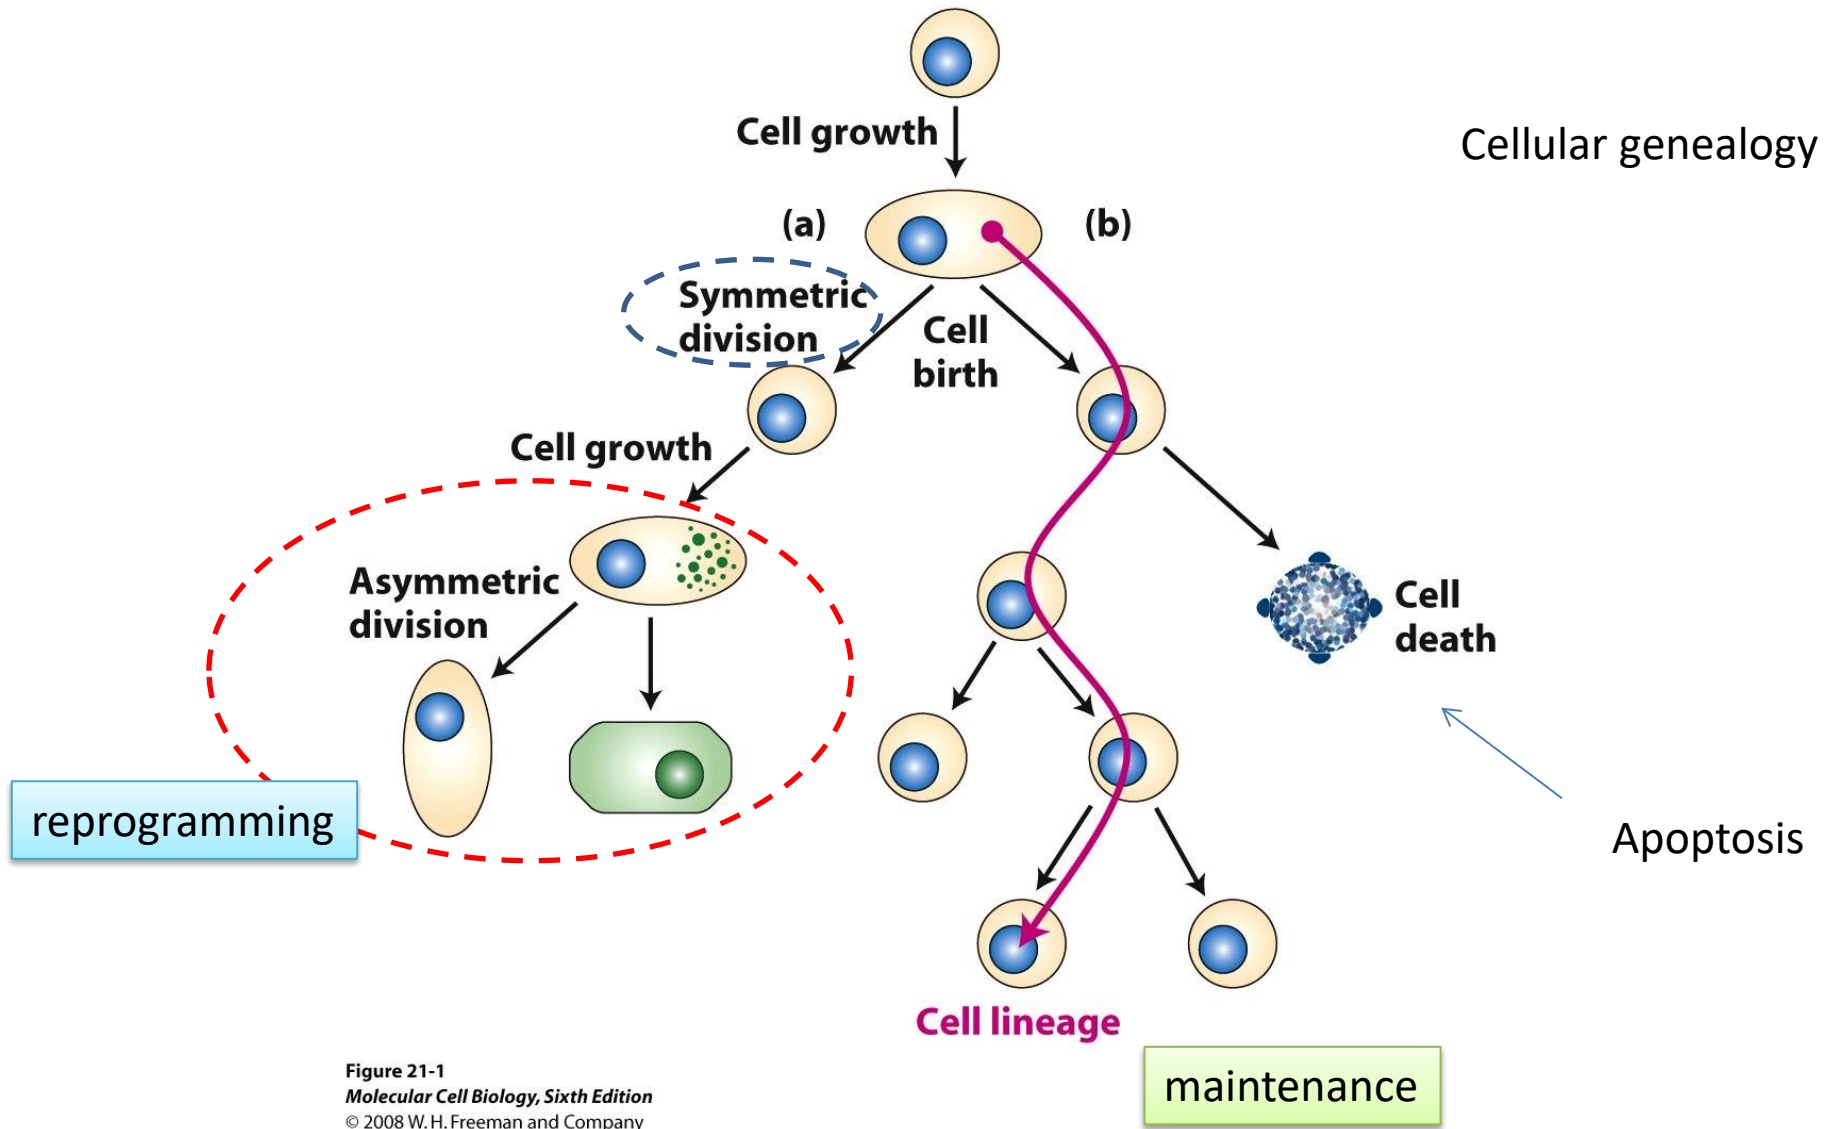 Cell growth
Cellular genealogy
(a)
(b)
Symmetric
division
Cell
birth
Cell growth
Asymmetric
division
Cell
death
reprogramming
Apoptosis
Cell lineage
maintenance
Figure 21-1
Molecular Cell Biology, Sixth Edition
© 2008 W. H. Freeman and Company